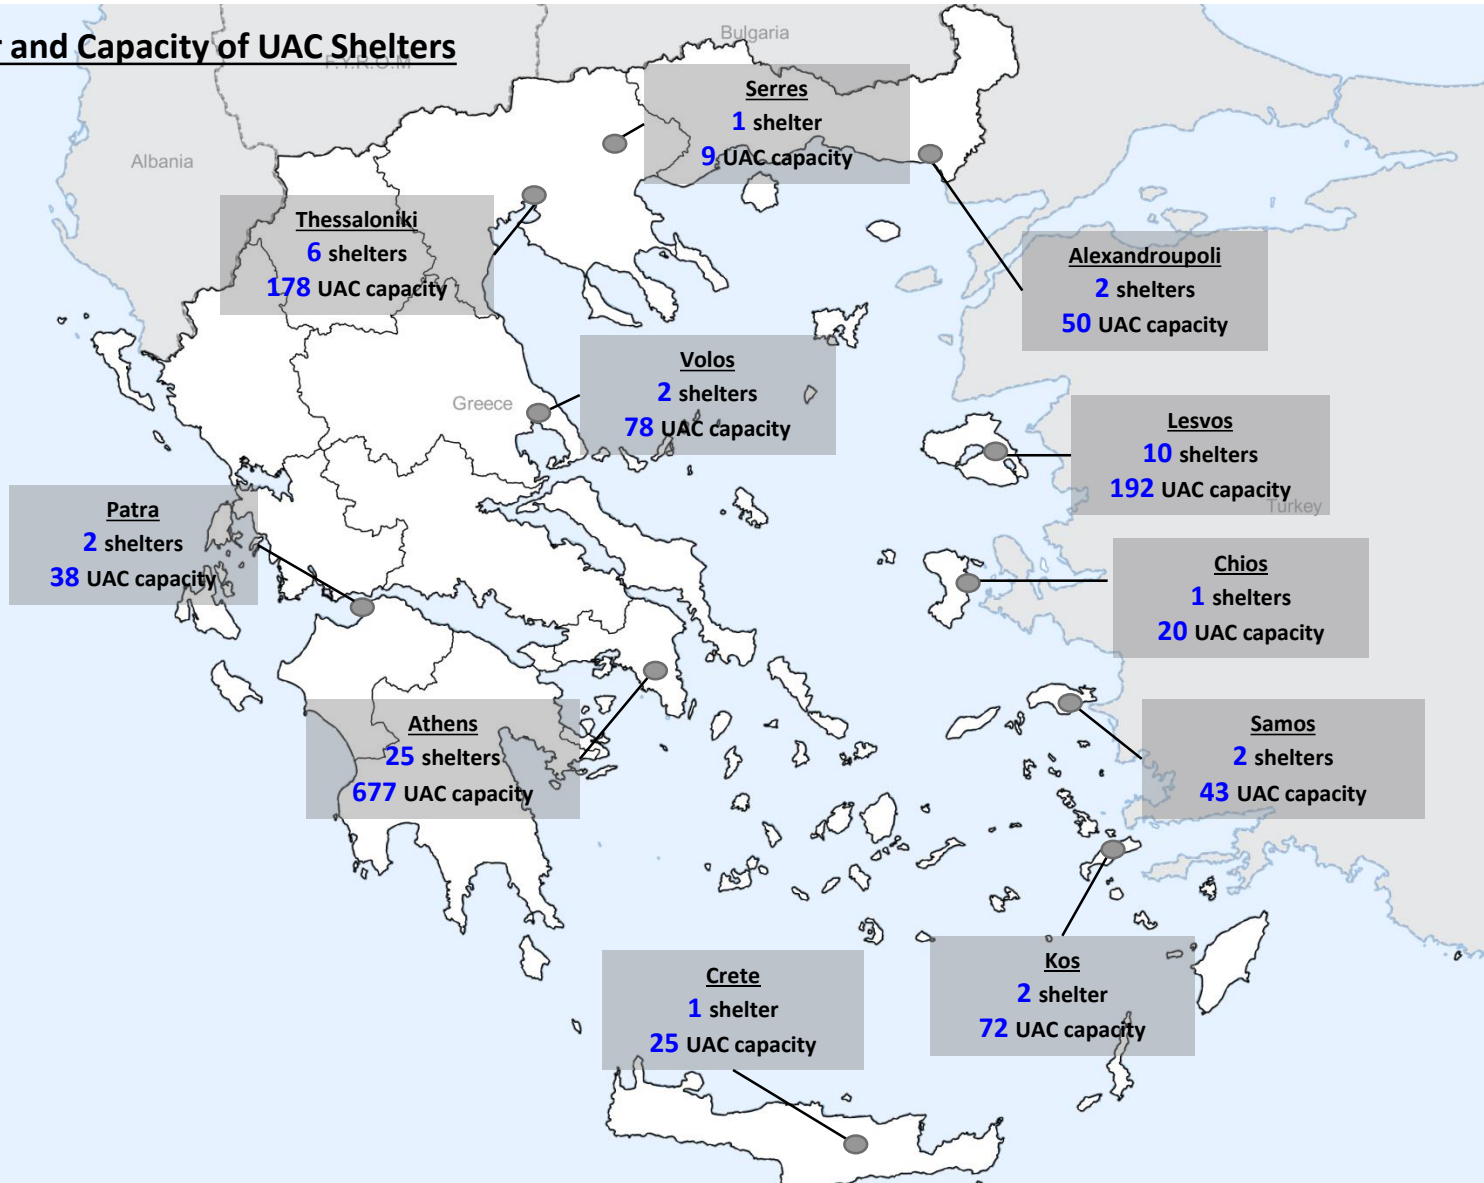 r and Capacity of UAC Shelters
F.Y.R.O.M
Bulgaria
Albania
Serres
1 shelter
9 UAC capacity
Thessaloniki
6 shelters
178 UAC capacity
Alexandroupoli
2 shelters
50 UAC capacity
Volos
2 shelters
78 UAC capacity
Greece
Lesvos
10 shelters
192 UAC capacity
Turkey
Patra
2 shelters
38 UAC capacity
Chios
1 shelters
20 UAC capacity
Athens
25 shelters
677 UAC capacity
Samos
2 shelters
43 UAC capacity
Crete
1 shelter
25 UAC capacity
Kos
2 shelter
72 UAC capacity